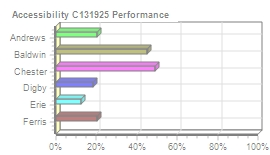 Accessibility C131925 Performance
Andrews
Baldwin
Chester
Digby
Erie
Ferris
0% 20% 40% 60% 80% 100%